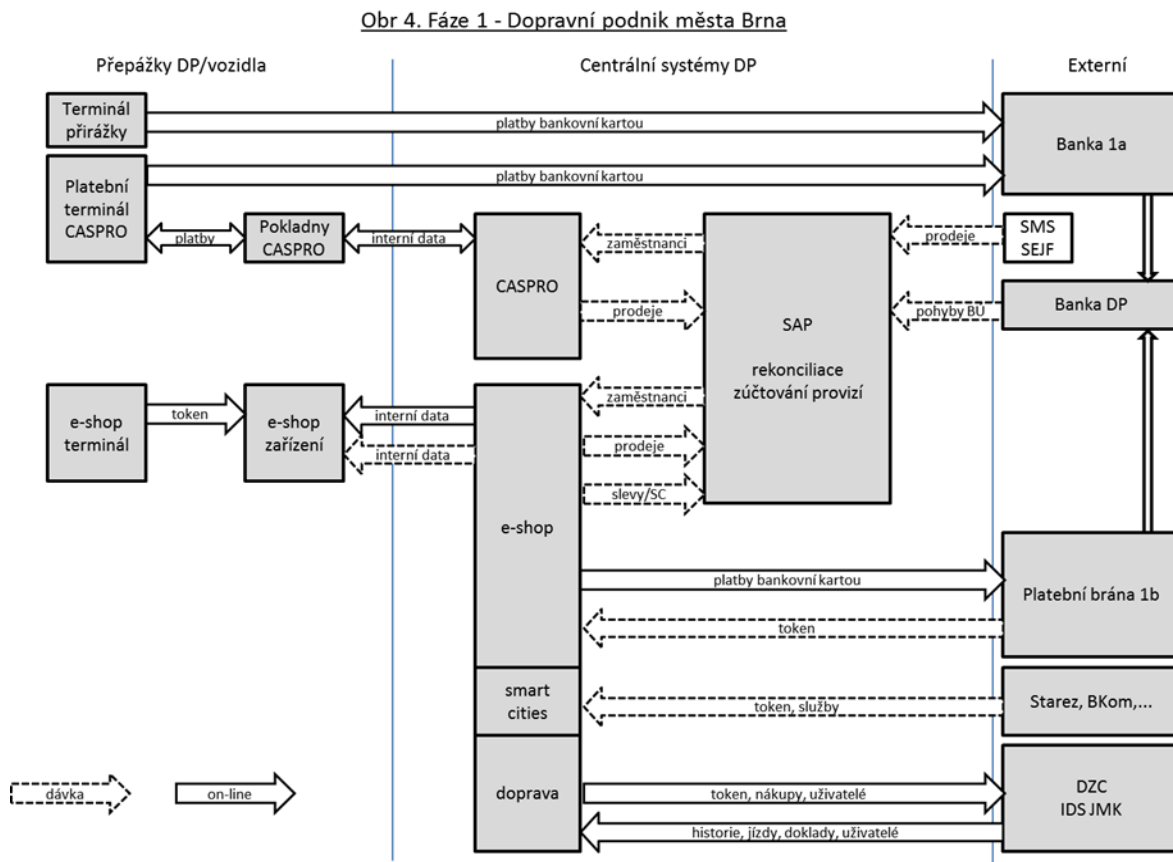 Obr 4. Fáze 1 - Dopravní podnik města Brna
Přepážky DP/vozidla
Centrální systémy DP
Externí
Terminál
přirážky
platby bankovní kartou
Banka 1a
Platební
terminál
CASPRO
platby bankovní kartou
platby
Pokladny
CASPRO
interní data
CASPRO
zaměstnanci
prodeje
SAP
rekonciliace
zúčtování provizí
prodeje
SMS
SEJF
pohyby BÚ
Banka DP
e-shop
terminál
token
e-shop
zařízení
interní data
interní data
zaměstnanci
prodeje
slevy/SC
e-shop
platby bankovní kartou
token
Platební brána 1b
smart
cities
token, služby
Starez, BKom,...
dávka
on-line
doprava
token, nákupy, uživatelé
historie, jízdy, doklady, uživatelé
DZC
IDS JMK